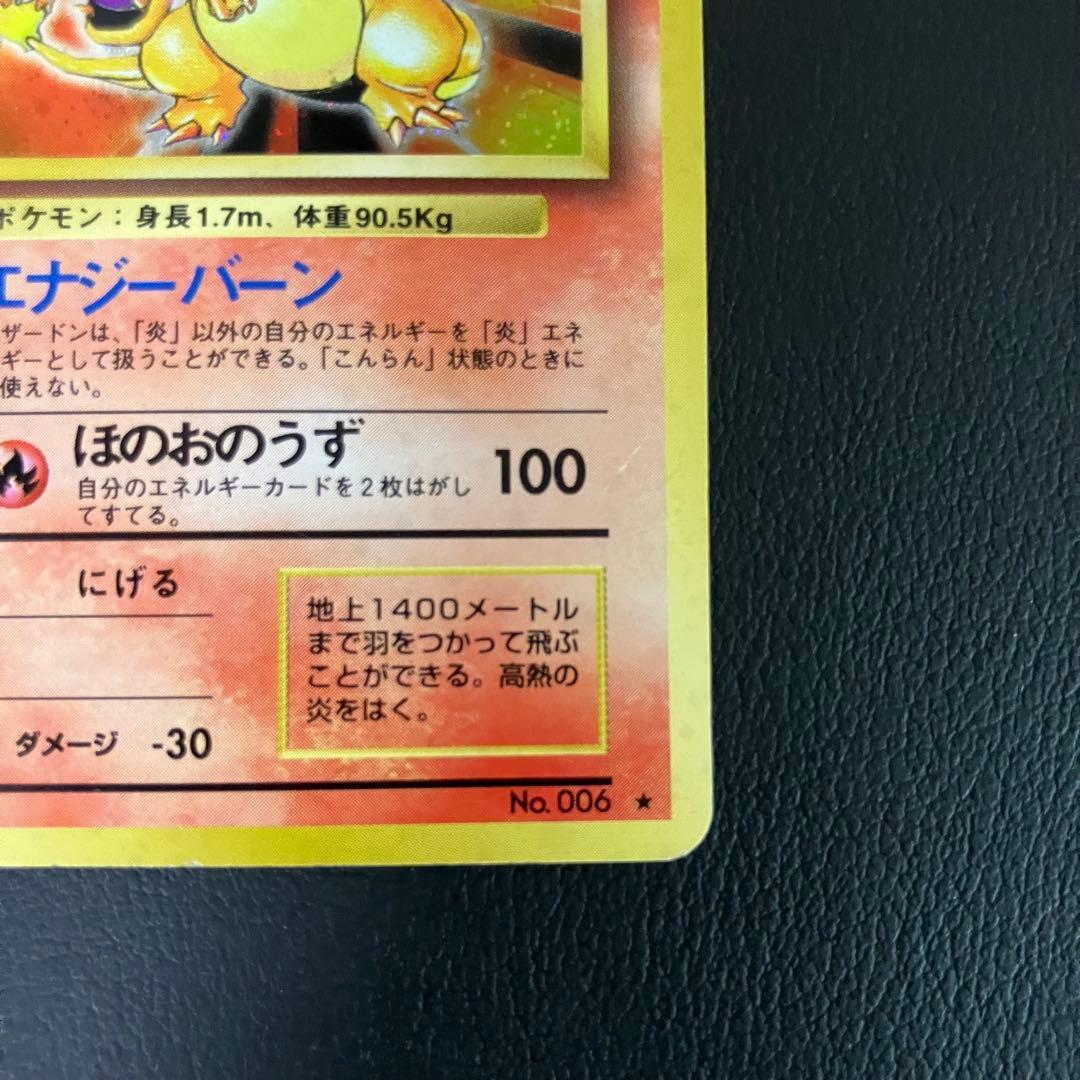 ポケモン：身長1.7m、体重90.5Kg
エナジーバーン
ザードンは、「炎」以外の自分のエネルギーを「炎」エネ
ギーとして扱うことができる。「こんらん」状態のときに
使えない。
ほのおのうず 100
自分のエネルギーカードを2枚はがし
てすてる。
にげる
地上1400メートル
まで羽をつかって飛ぶ
ことができる。高熱の
炎をはく。
ダメージ -30
No. 006 ★